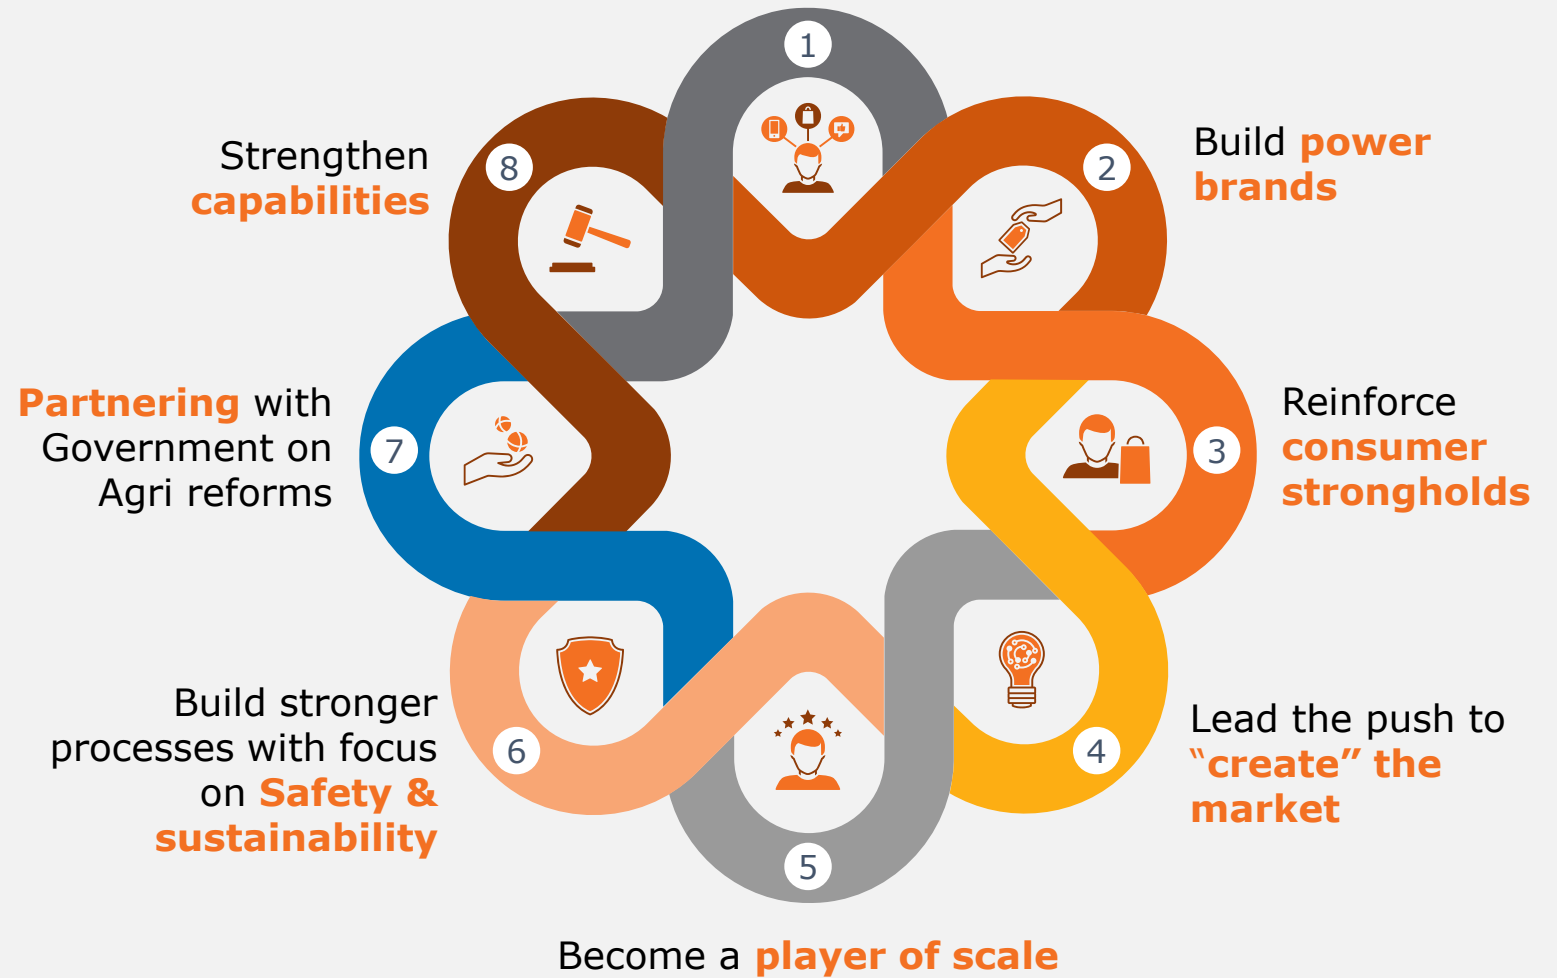 1
2
Build power
brands
3
Reinforce
consumer
strongholds
4
Lead the push to
“create” the
market
5
Become a player of scale
6
Build stronger
processes with focus
on Safety &
sustainability
7
Partnering with
Government on
Agri reforms
8
Strengthen
capabilities